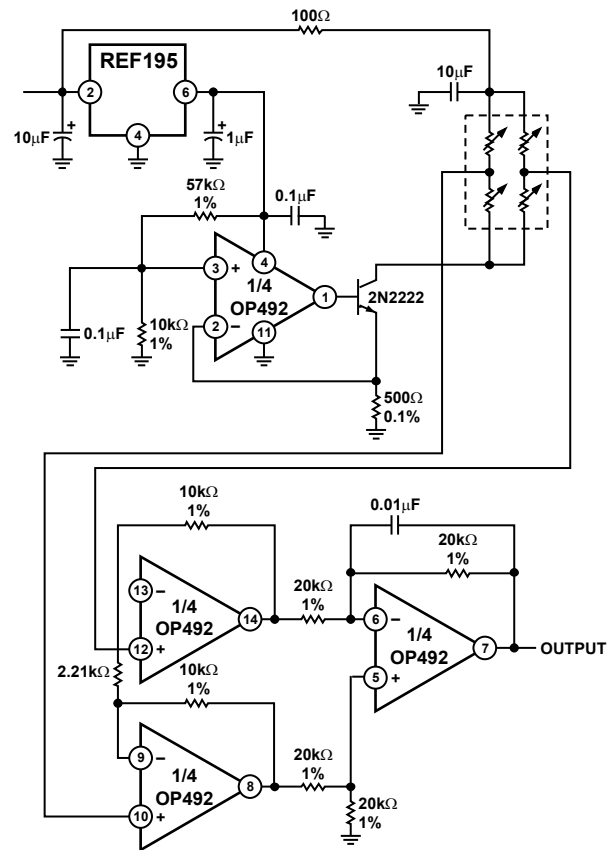 100Ω
REF195
2
6
4
10μF
+
1μF
+
10μF
57kΩ
1%
0.1μF
3
+
4
1/4
OP492
1
2
−
11
2N2222
0.1μF
10kΩ
1%
500Ω
0.1%
10kΩ
1%
13
−
1/4
OP492
14
12
+
2.21kΩ
10kΩ
1%
9
−
1/4
OP492
8
10
+
20kΩ
1%
20kΩ
1%
20kΩ
1%
0.01μF
20kΩ
1%
6
−
1/4
OP492
7
5
+
OUTPUT